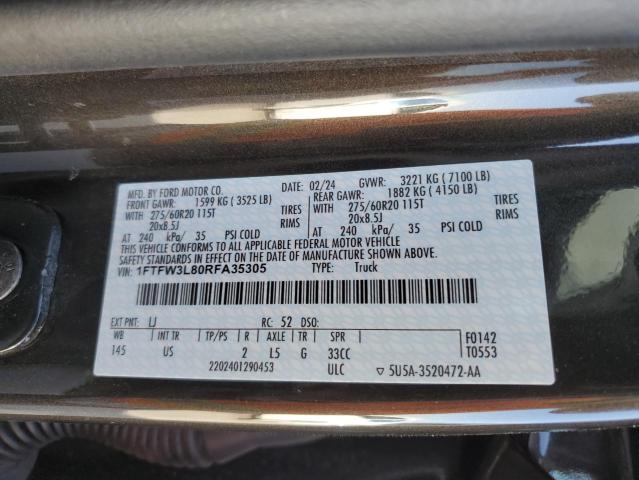 MFD. BY FORD MOTOR CO. DATE: 02/24 GVWR: 3221 KG ( 7100 LB)
FRONT GAWR: 1599 KG ( 3525 LB) REAR GAWR: 1882 KG ( 4150 LB)
WITH 275/60R20 115T TIRES WITH 275/60R20 115T TIRES
20x8.5J RIMS 20x8.5J RIMS
AT 240 kPa/ 35 PSI COLD AT 240 kPa/ 35 PSI COLD
THIS VEHICLE CONFORMS TO ALL APPLICABLE FEDERAL MOTOR VEHICLE
SAFETY STANDARDS IN EFFECT ON THE DATE OF MANUFACTURE SHOWN ABOVE.
VIN: 1FTFW3L80RFA35305 TYPE: Truck
EXT PNT: LJ RC: 52 DSO:
WB INT TR TP/PS R AXLE TR SPR F0142
145 US 2 L5 G 33CC T0553
2202401290453 ULC ▽ 5U5A-3520472-AA